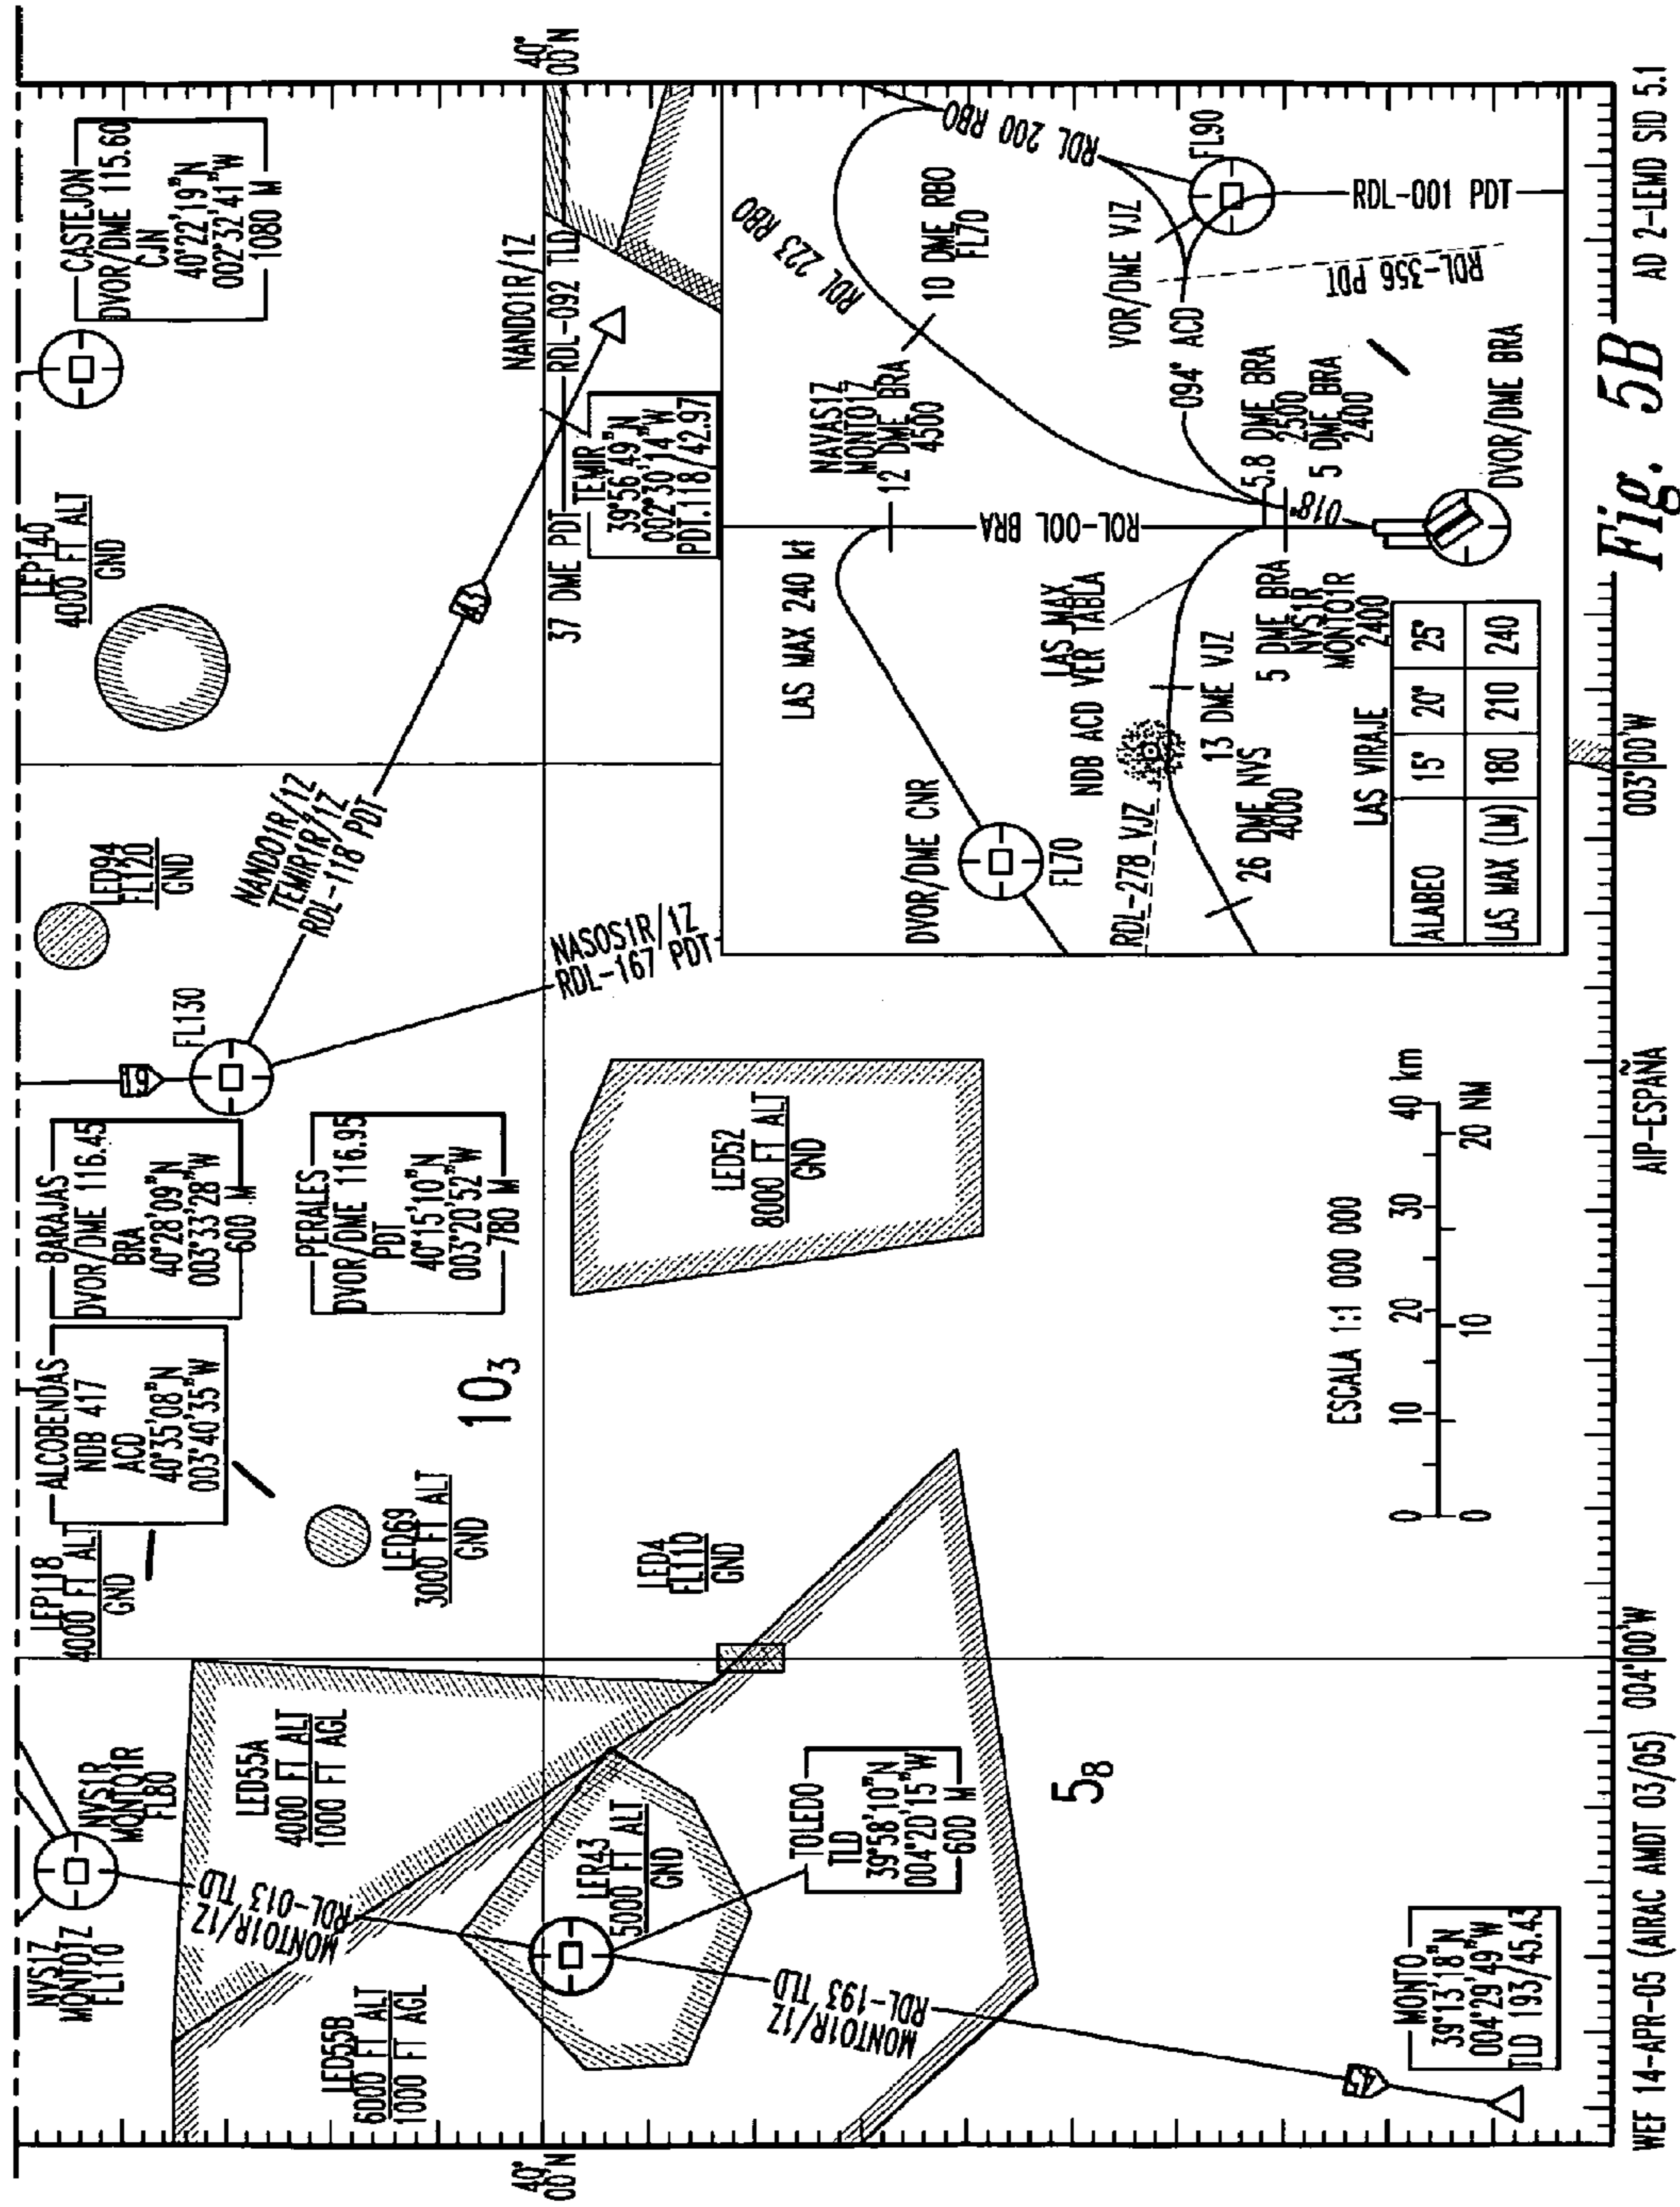 NVS1Z
MONTO1Z
FL110
NVS1R
MONTO1R
FL80
LEP118
4000 FT ALT
GND
ALCOBENDAS
NDB 417
ACD
40°35'08"N
003°40'35"W
BARAJAS
DVOR/DME 116.45
BRA
40°28'09"N
003°33'28"W
600 M
19
FL130
LED94
FL120
GND
LEP140
4000 FT ALT
GND
CASTEJON
DVOR/DME 115.60
CJN
40°22'19"N
002°32'41"W
1080 M
LED55A
4000 FT ALT
1000 FT AGL
MONTO1R/1Z
RDL-013 TLD
LED55B
6000 FT ALT
1000 FT AGL
LED69
3000 FT ALT
GND
10₃
PERALES
DVOR/DME 116.95
PDT
40°15'10"N
003°20'52"W
780 M
NANDO1R/1Z
TEMIR1R/1Z
RDL-118 PDT
43
NANDO1R/1Z
37 DME PDT
RDL-092 TLD
40°
00'N
40°
00'N
NASOS1R/1Z
RDL-167 PDT
TEMIR
39°56'49"N
002°30'14"W
PDT.118/42.97
LER43
5000 FT ALT
GND
LED4
FL110
GND
LED52
8000 FT ALT
GND
TOLEDO
TLD
39°58'10"N
004°20'15"W
600 M
MONTO1R/1Z
RDL-193 TLD
5₈
45
MONTO
39°13'18"N
004°29'49"W
TLD 193/45.43
ESCALA 1:1 000 000
0 10 20 30 40 km
0 10 20 NM
LAS MAX 240 kt
NAVAS1Z
MONTO1Z
12 DME BRA
4500
RDL 223 RBO
10 DME RBO
FL70
RDL 200 RBO
DVOR/DME CNR
FL70
ROL-00L BRA
LAS MAX
NDB ACD VER TABLA
RDL-278 VJZ
13 DME VJZ
26 DME NVS
4000
094° ACD
VOR/DME VJZ
FL90
5.8 DME BRA
2500
5 DME BRA
2400
018°
5 DME BRA
NVS1R
MONTO1R
2400
RDL-356 PDT
RDL-001 PDT
DVOR/DME BRA
LAS VIRAJE
ALABEO 15° 20° 25°
LAS MAX (LM) 180 210 240
004°00'W
003°00'W
WEF 14-APR-05 (AIRAC AMDT 03/05)
AIP-ESPAÑA
AD 2-LEMD SID 5.1
Fig. 5B